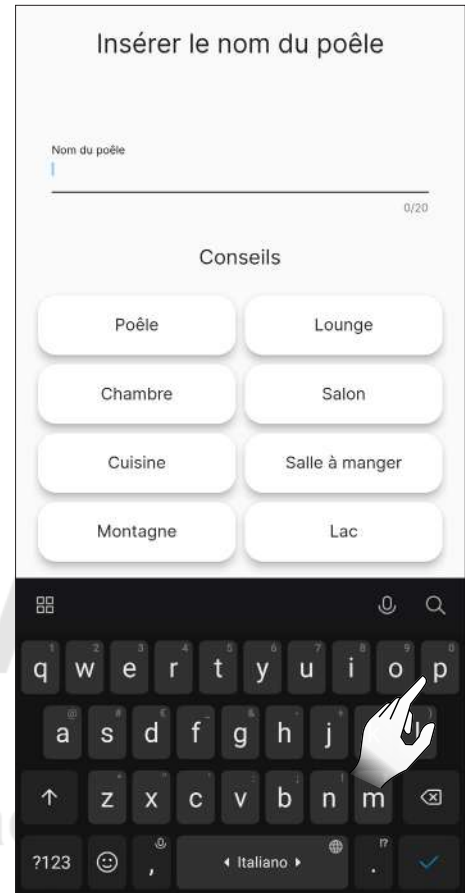 Insérer le nom du poêle
Nom du poêle
0/20
Conseils
Poêle Lounge
Chambre Salon
Cuisine Salle à manger
Montagne Lac
q w e r t y u i o p
a s d f g h j
z x c v b n m
?123 , Italiano .